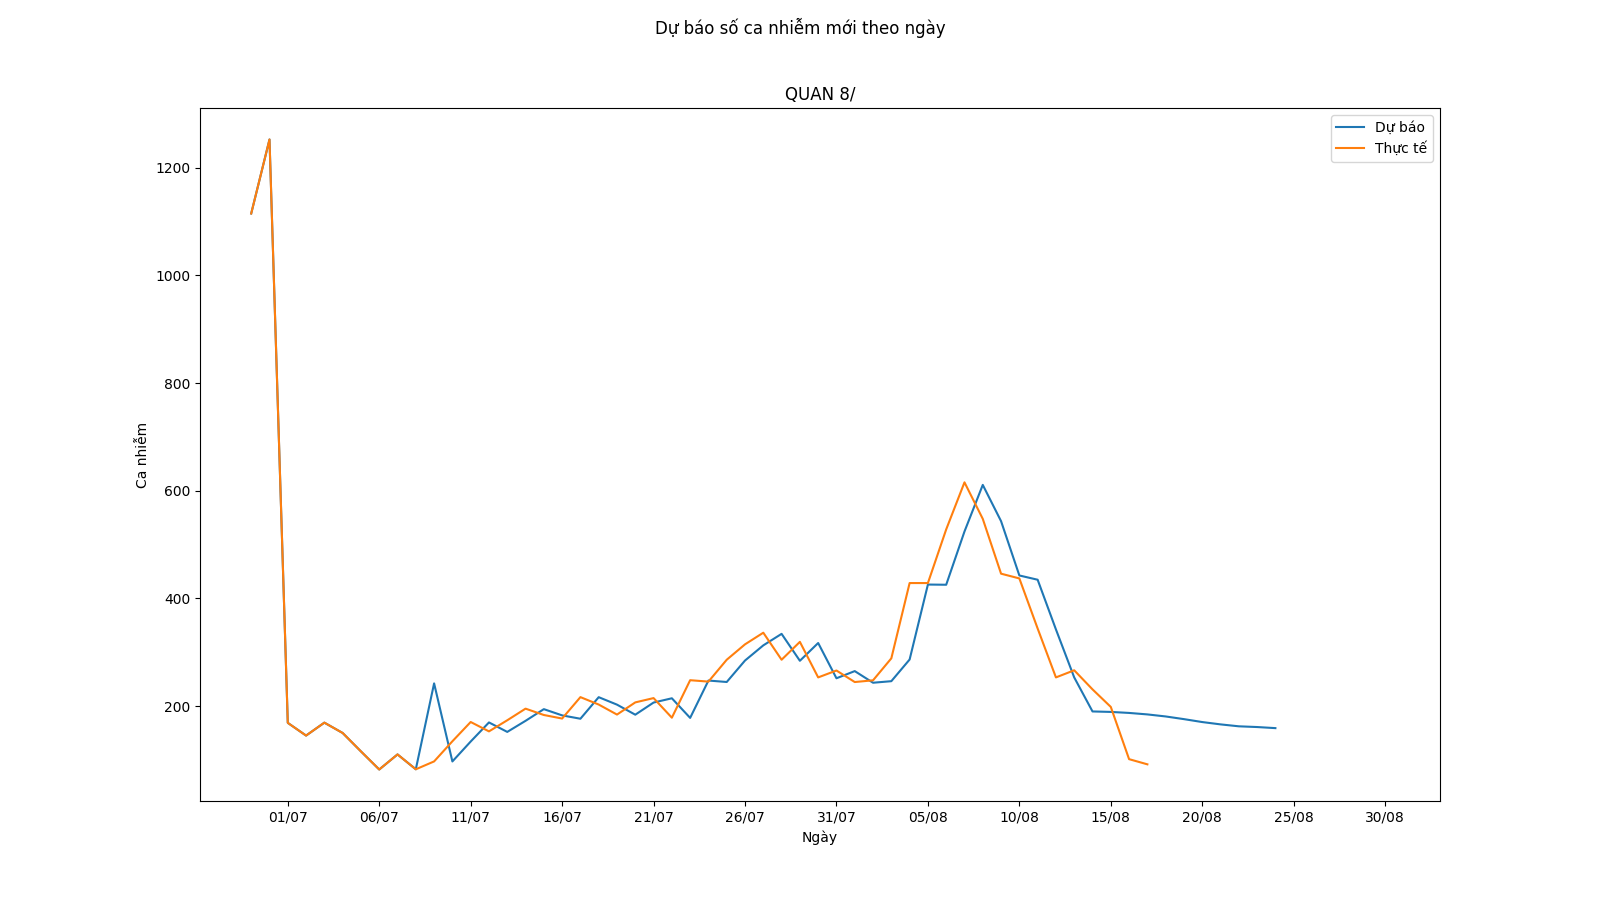 Dự báo số ca nhiễm mới theo ngày
QUAN 8/
Dự báo
Thực tế
1200
1000
800
600
400
200
Ca nhiễm
01/07 06/07 11/07 16/07 21/07 26/07 31/07 05/08 10/08 15/08 20/08 25/08 30/08
Ngày